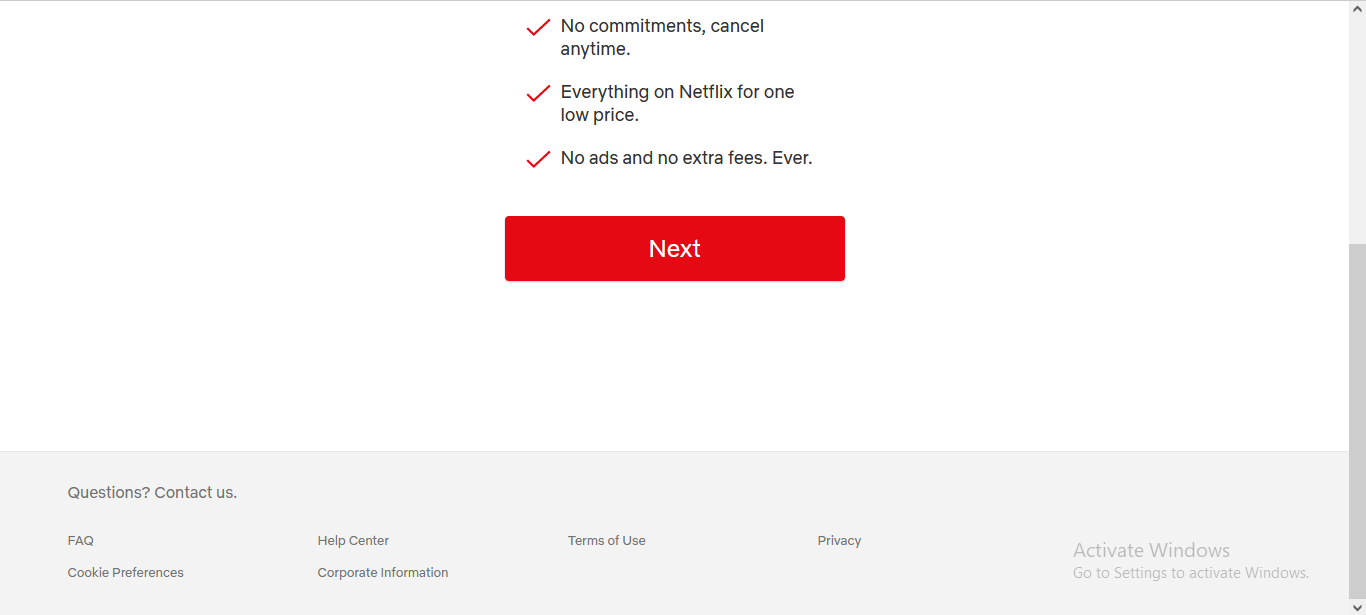 No commitments, cancel
anytime.
Everything on Netflix for one
low price.
No ads and no extra fees. Ever.
Next
Questions? Contact us.
FAQ
Help Center
Terms of Use
Privacy
Cookie Preferences
Corporate Information
Activate Windows
Go to Settings to activate Windows.